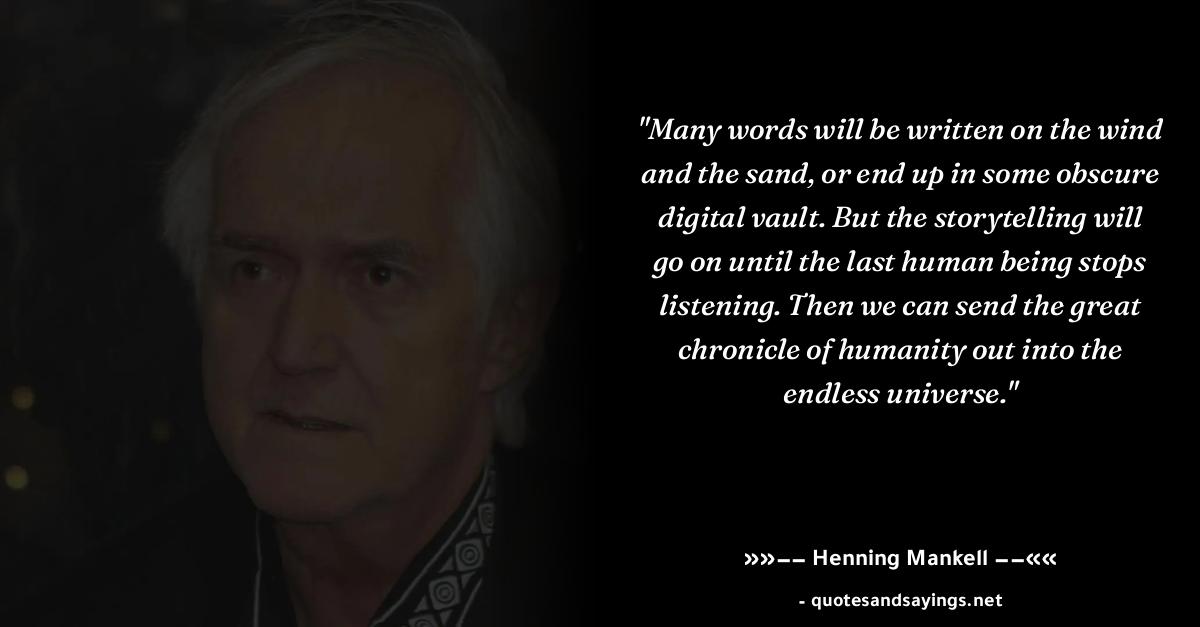 "Many words will be written on the wind
and the sand, or end up in some obscure
digital vault. But the storytelling will
go on until the last human being stops
listening. Then we can send the great
chronicle of humanity out into the
endless universe."
»»–– Henning Mankell ––««
- quotesandsayings.net